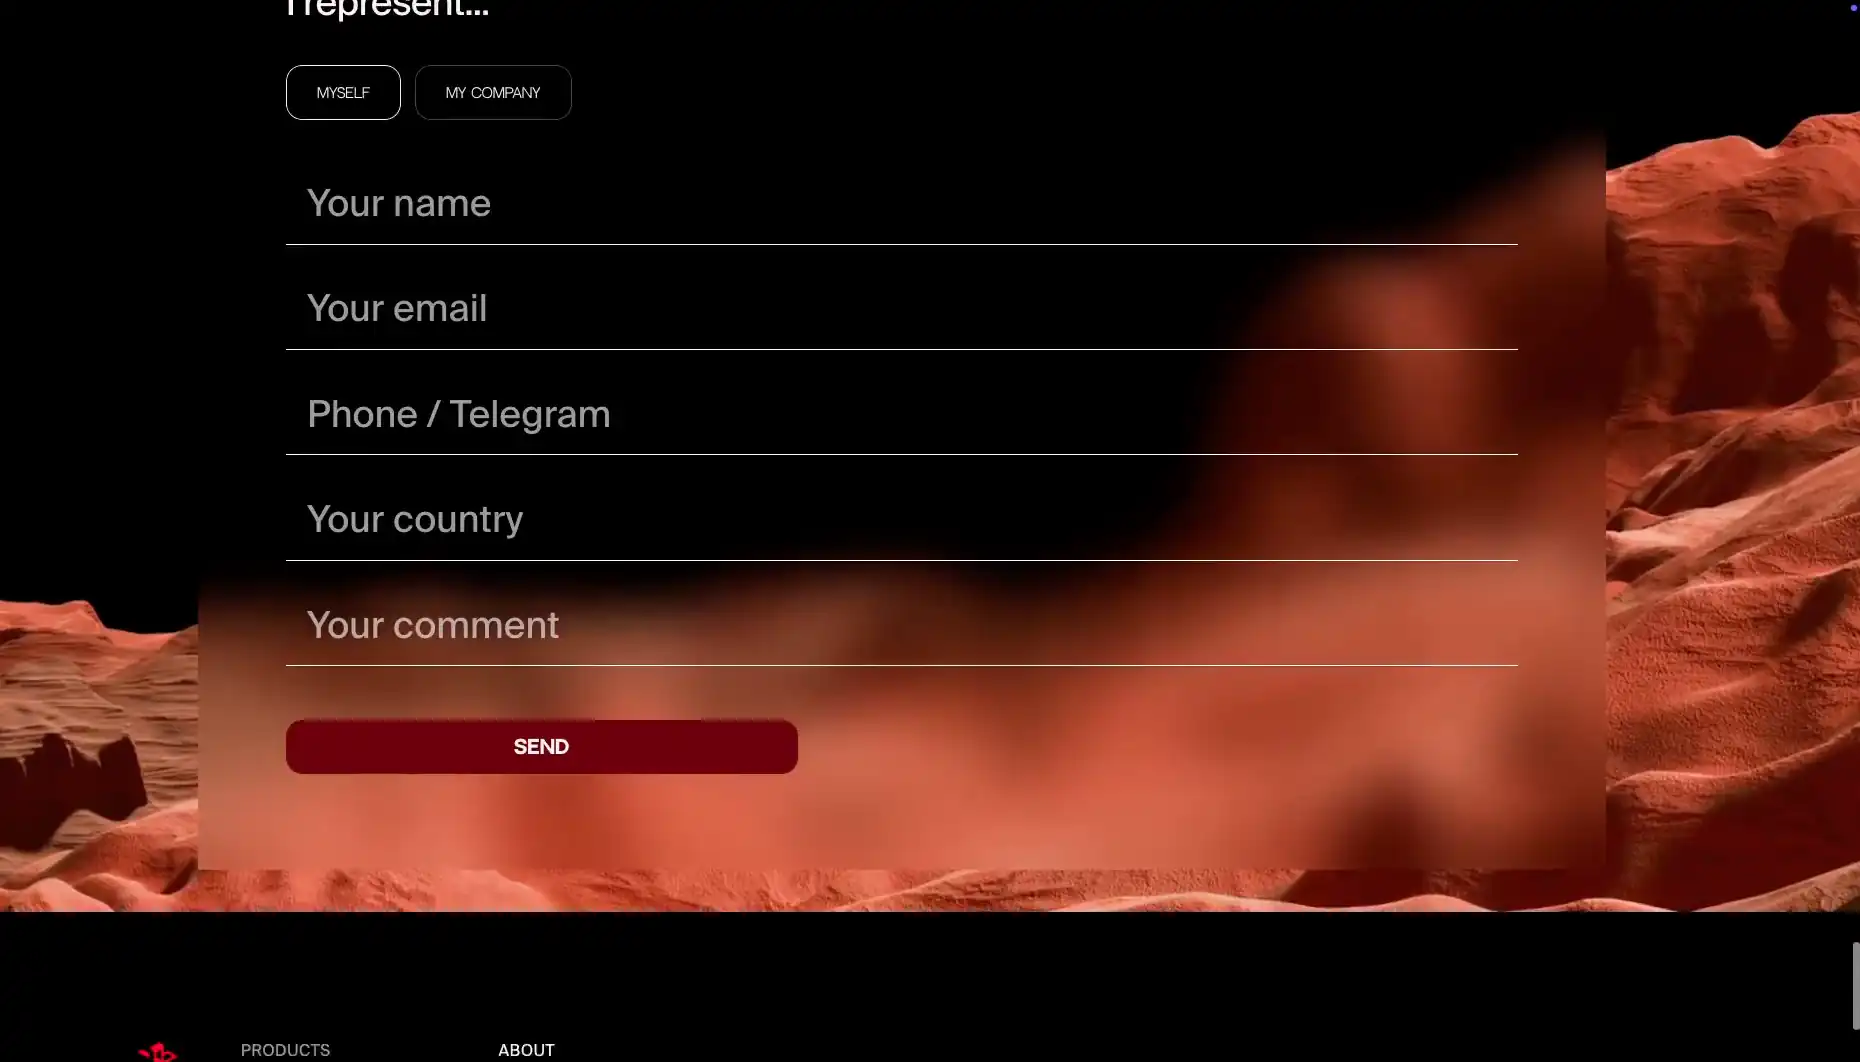 I represent...
MYSELF
MY COMPANY
Your name
Your email
Phone / Telegram
Your country
Your comment
SEND
PRODUCTS
ABOUT